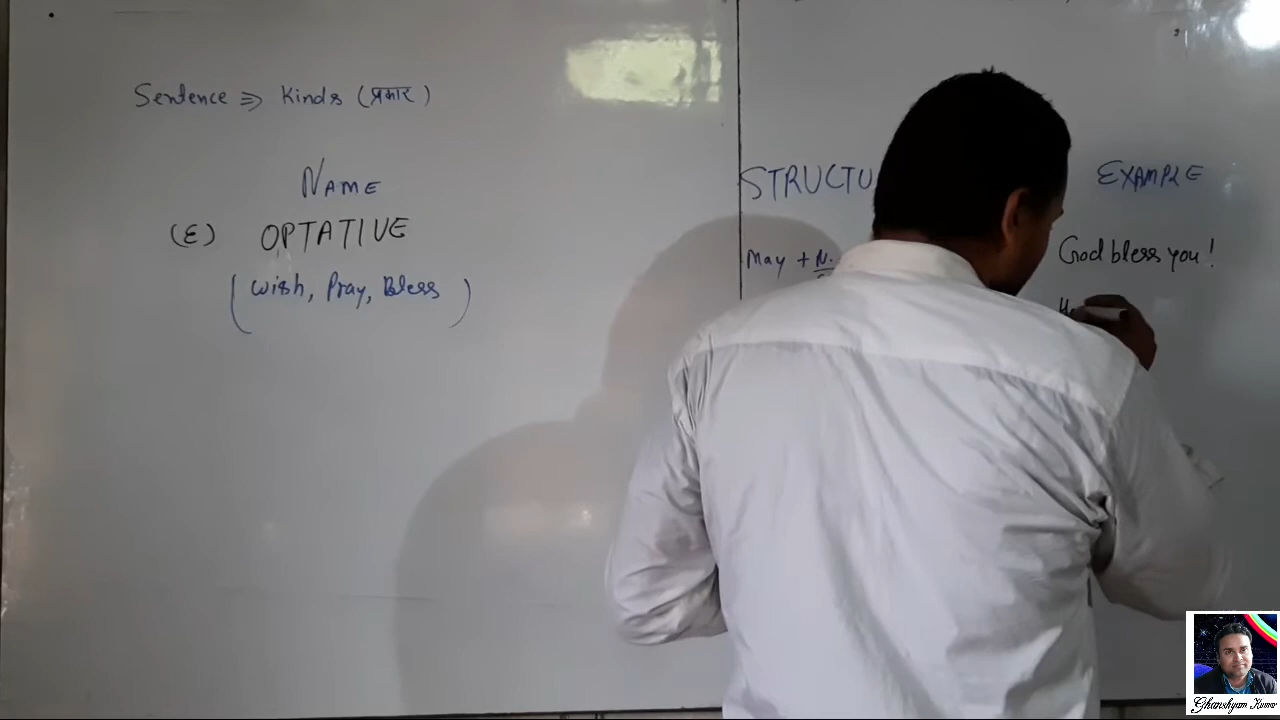 Sentence ⇒ Kinds (प्रकार)
NAME
STRUCTU
EXAMPLE
(E) OPTATIVE
(Wish, Pray, Bless)
May + N.
God bless you!
Ghanshyam Kumar